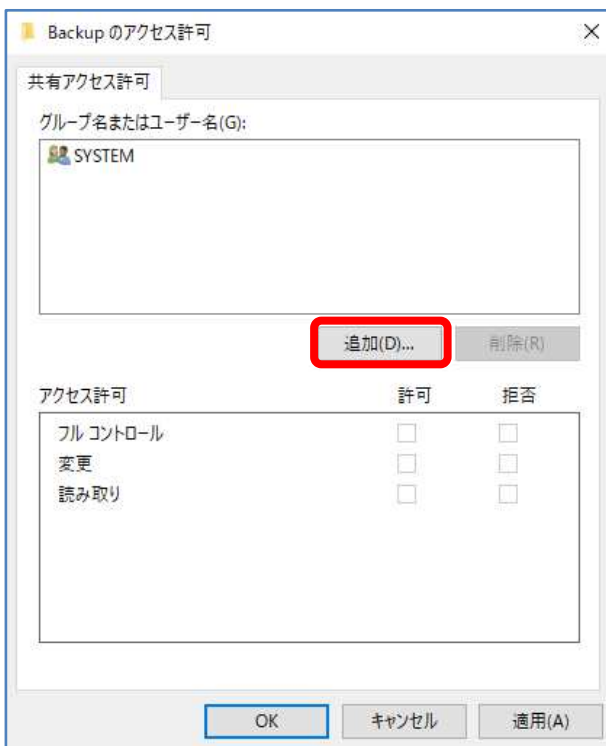 Backup のアクセス許可
共有アクセス許可
グループ名またはユーザー名(G):
SYSTEM
追加(D)... 削除(R)
アクセス許可 許可 拒否
フル コントロール
変更
読み取り
OK キャンセル 適用(A)